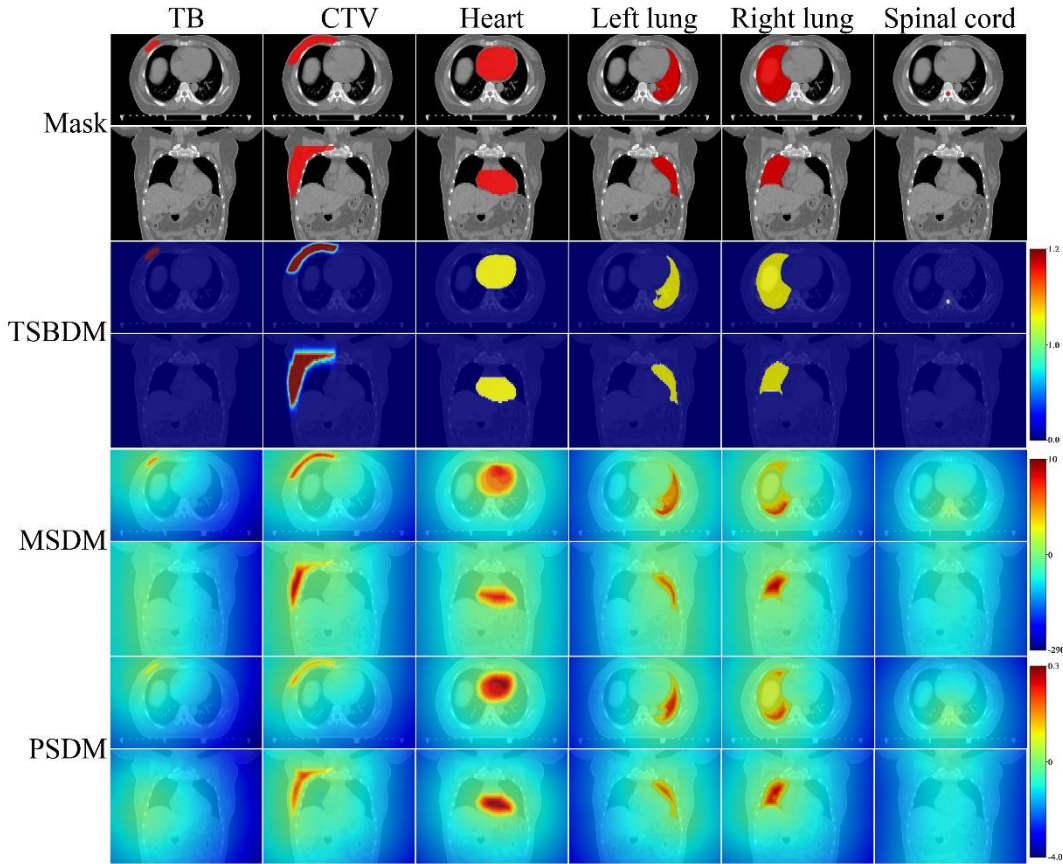 TB CTV Heart Left lung Right lung Spinal cord
Mask
TSBDM
1.2
1.0
0.0
MSDM
10
0
-290
PSDM
0.3
0
-4.0